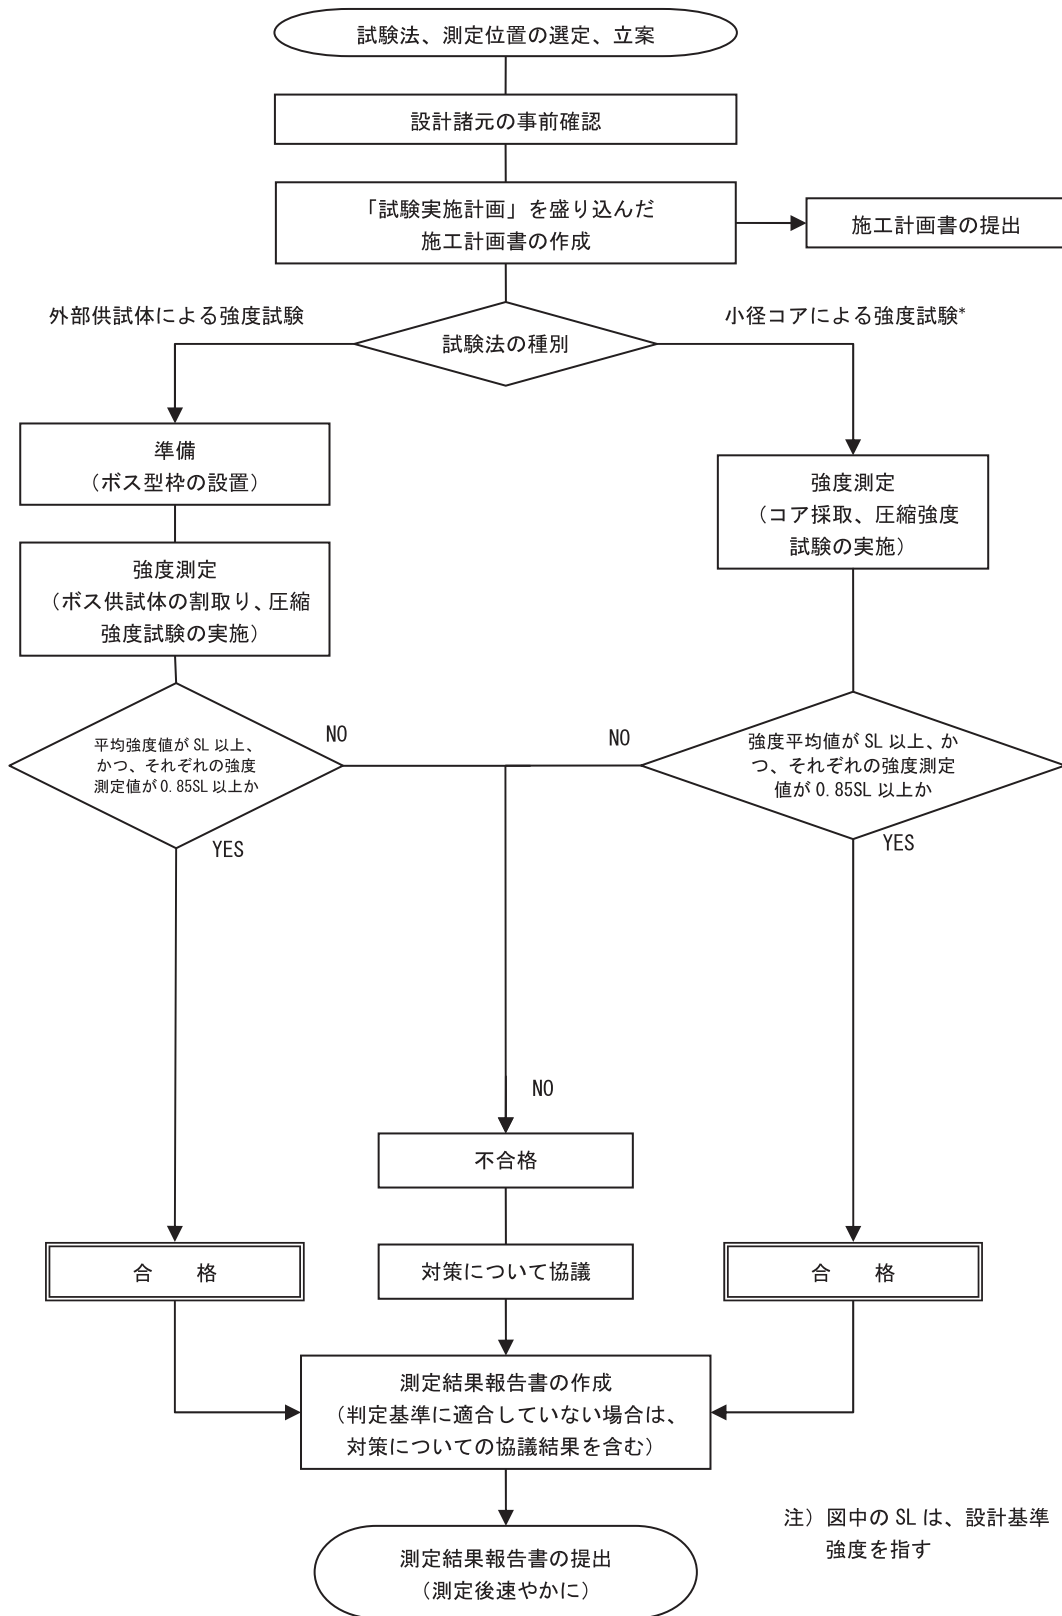 試験法、測定位置の選定、立案
設計諸元の事前確認
「試験実施計画」を盛り込んだ
施工計画書の作成
施工計画書の提出
外部供試体による強度試験
試験法の種別
小径コアによる強度試験*
準備
（ボス型枠の設置）
強度測定
（ボス供試体の割取り、圧縮
強度試験の実施）
強度測定
（コア採取、圧縮強度
試験の実施）
平均強度値が SL 以上、
かつ、それぞれの強度
測定値が 0.85SL 以上か
NO
YES
NO
強度平均値が SL 以上、か
つ、それぞれの強度測定
値が 0.85SL 以上か
YES
NO
不合格
合　　格
対策について協議
合　　格
測定結果報告書の作成
（判定基準に適合していない場合は、
対策についての協議結果を含む）
測定結果報告書の提出
（測定後速やかに）
注）図中の SL は、設計基準
強度を指す